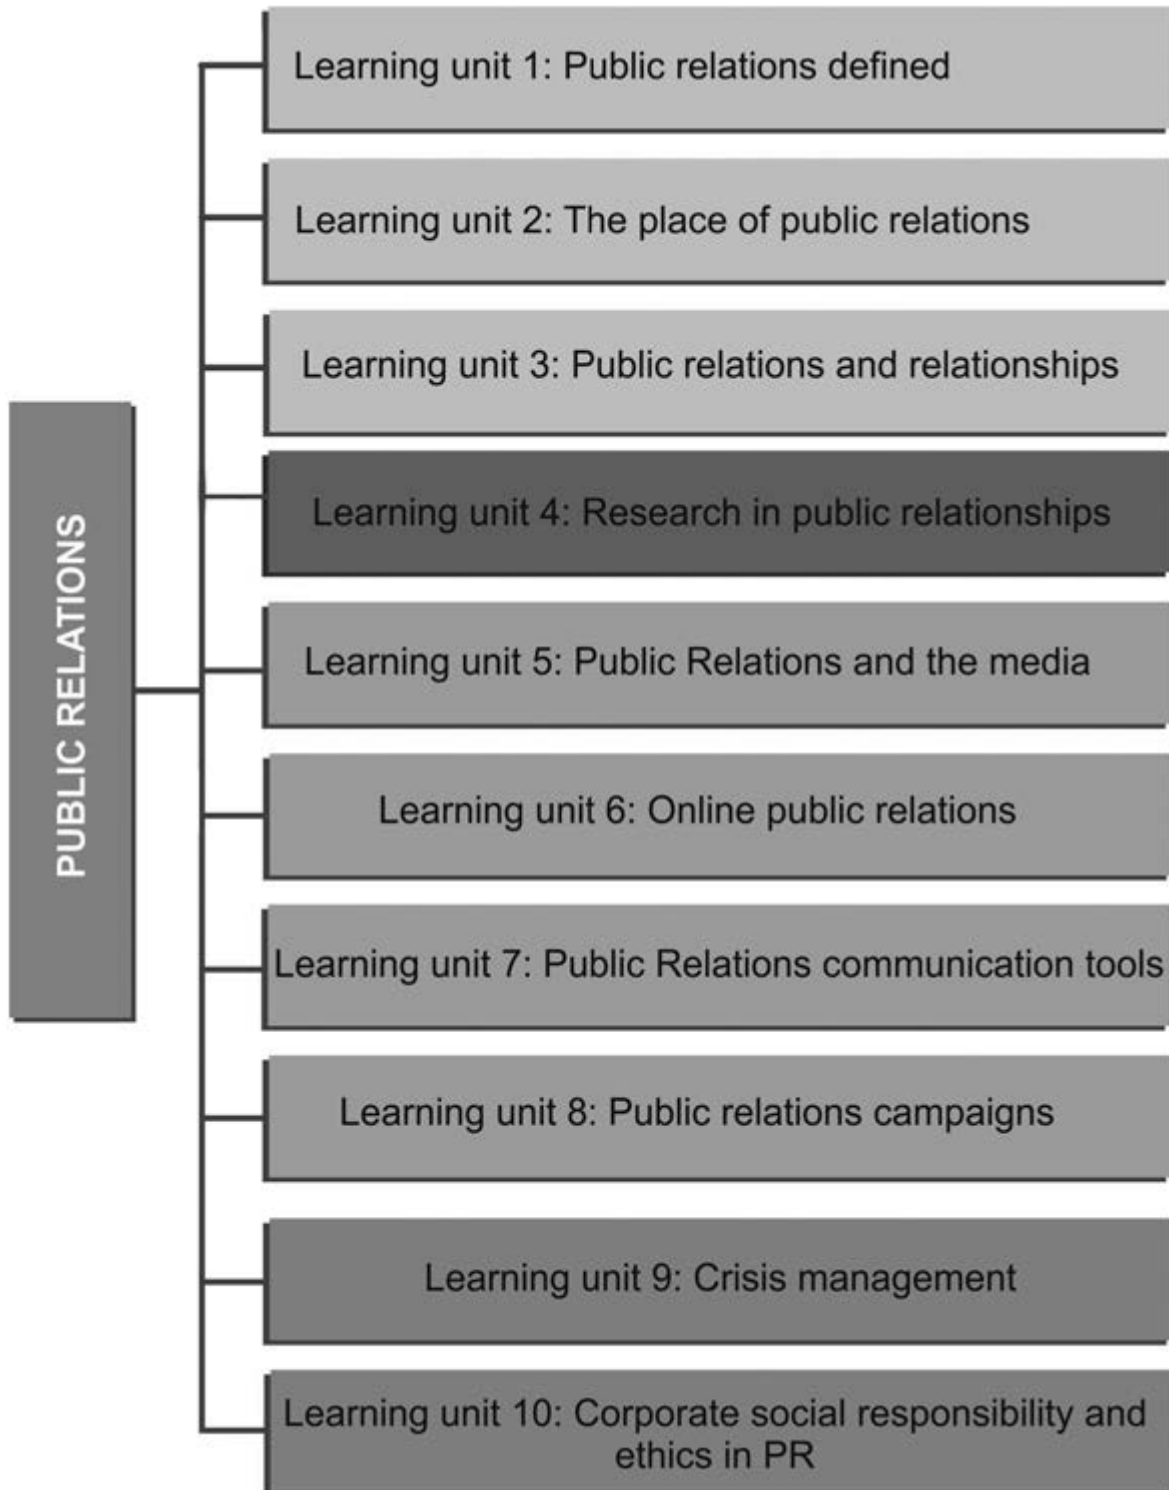 PUBLIC RELATIONS
Learning unit 1: Public relations defined
Learning unit 2: The place of public relations
Learning unit 3: Public relations and relationships
Learning unit 4: Research in public relationships
Learning unit 5: Public Relations and the media
Learning unit 6: Online public relations
Learning unit 7: Public Relations communication tools
Learning unit 8: Public relations campaigns
Learning unit 9: Crisis management
Learning unit 10: Corporate social responsibility and
ethics in PR